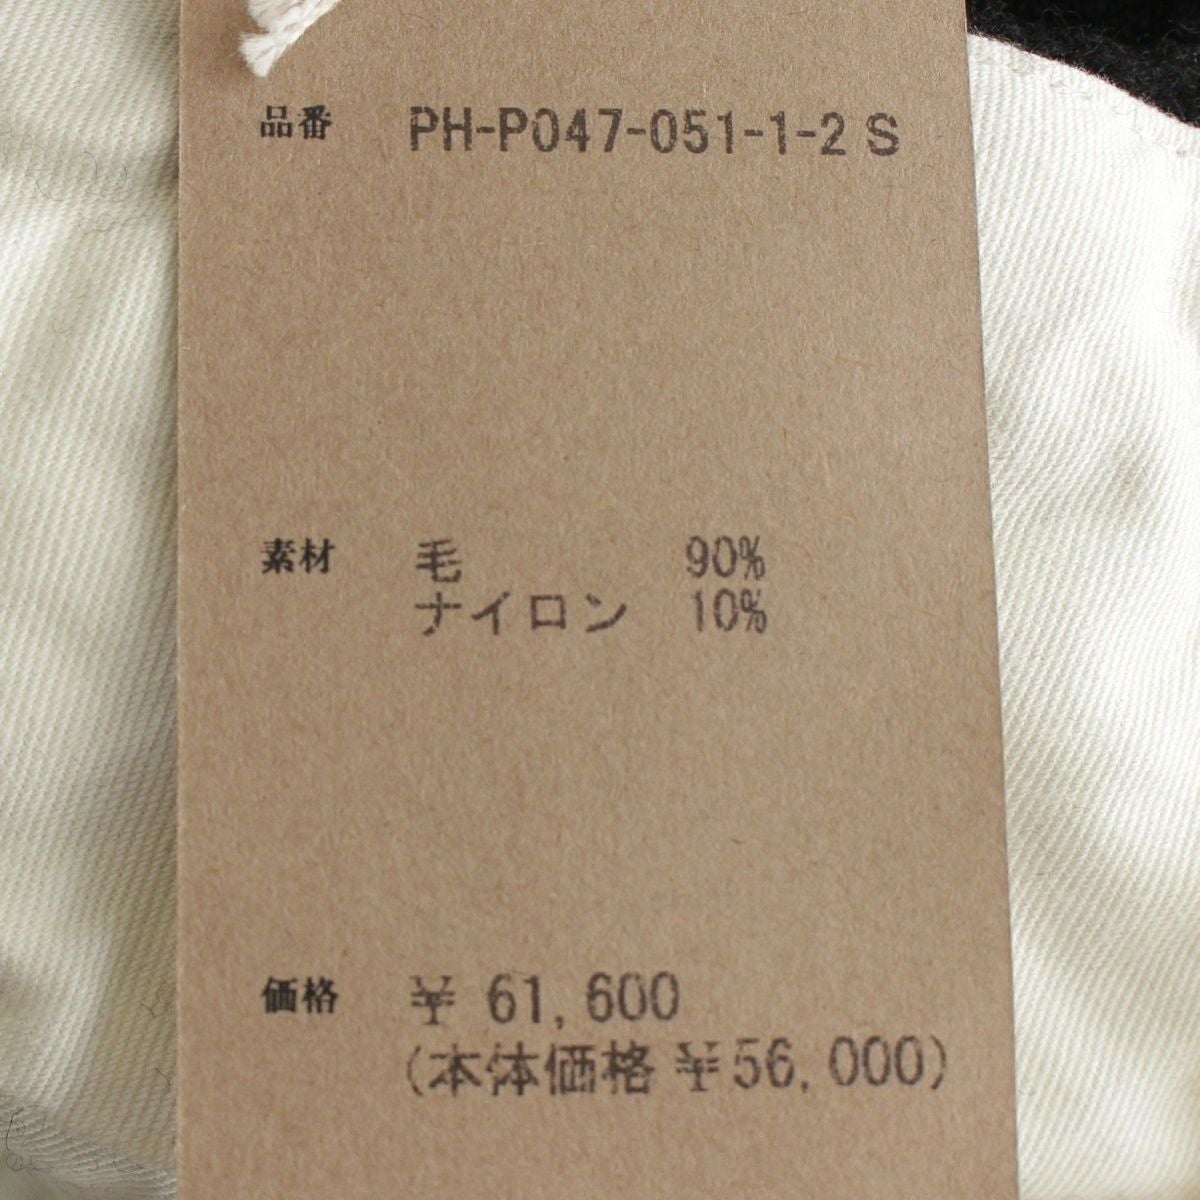 品番 PH-P047-051-1-2 S
素材 毛 90%
ナイロン 10%
価格 ¥ 61,600
(本体価格 ¥56,000)